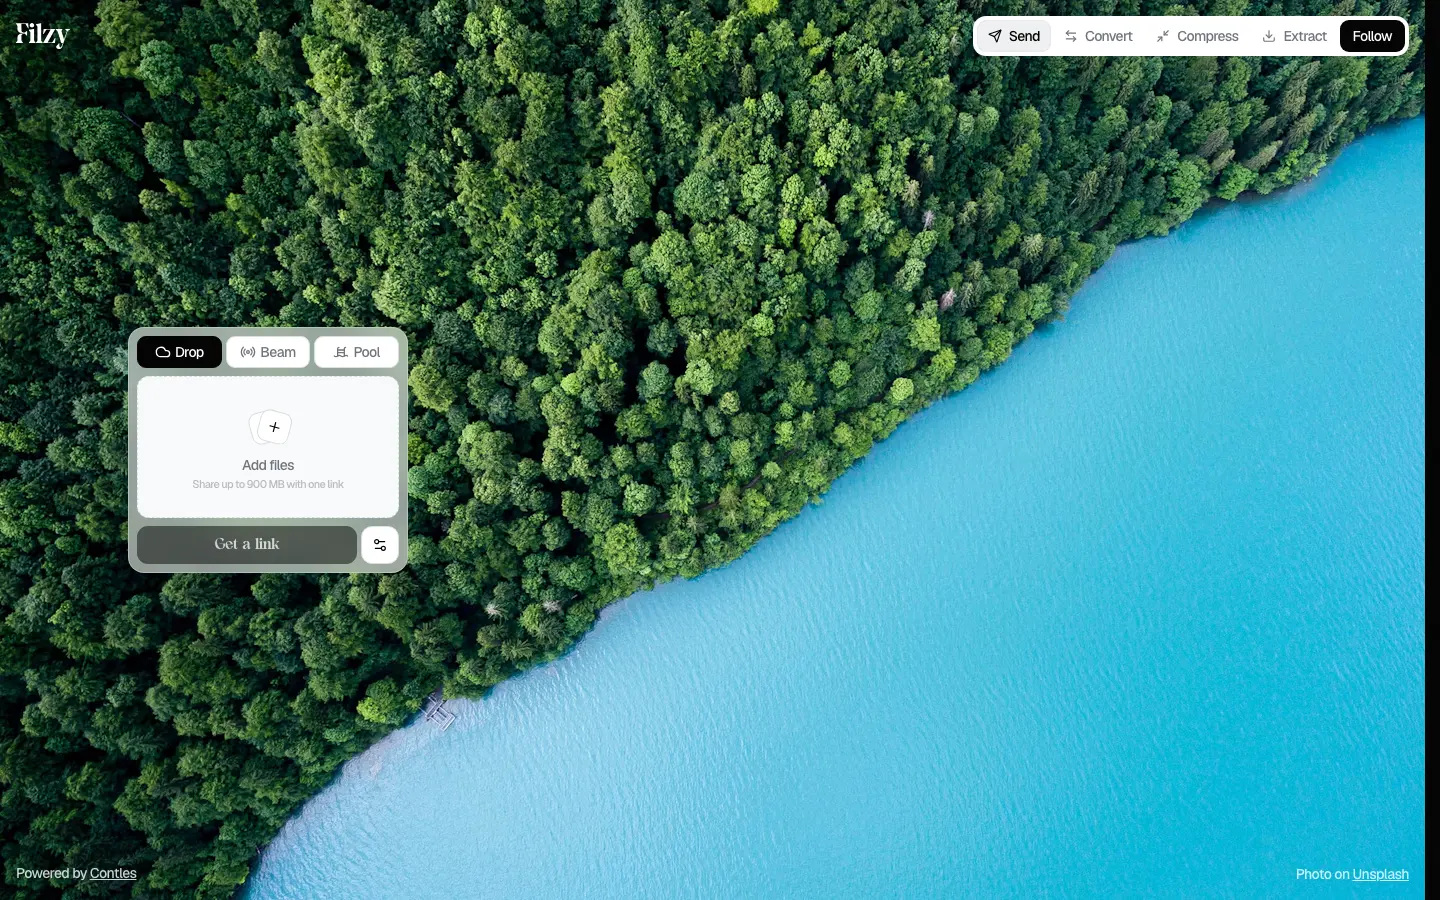 Filzy
Send
Convert
Compress
Extract
Follow
Drop
Beam
Pool
Add files
Share up to 900 MB with one link
Get a link
Powered by Contles
Photo on Unsplash